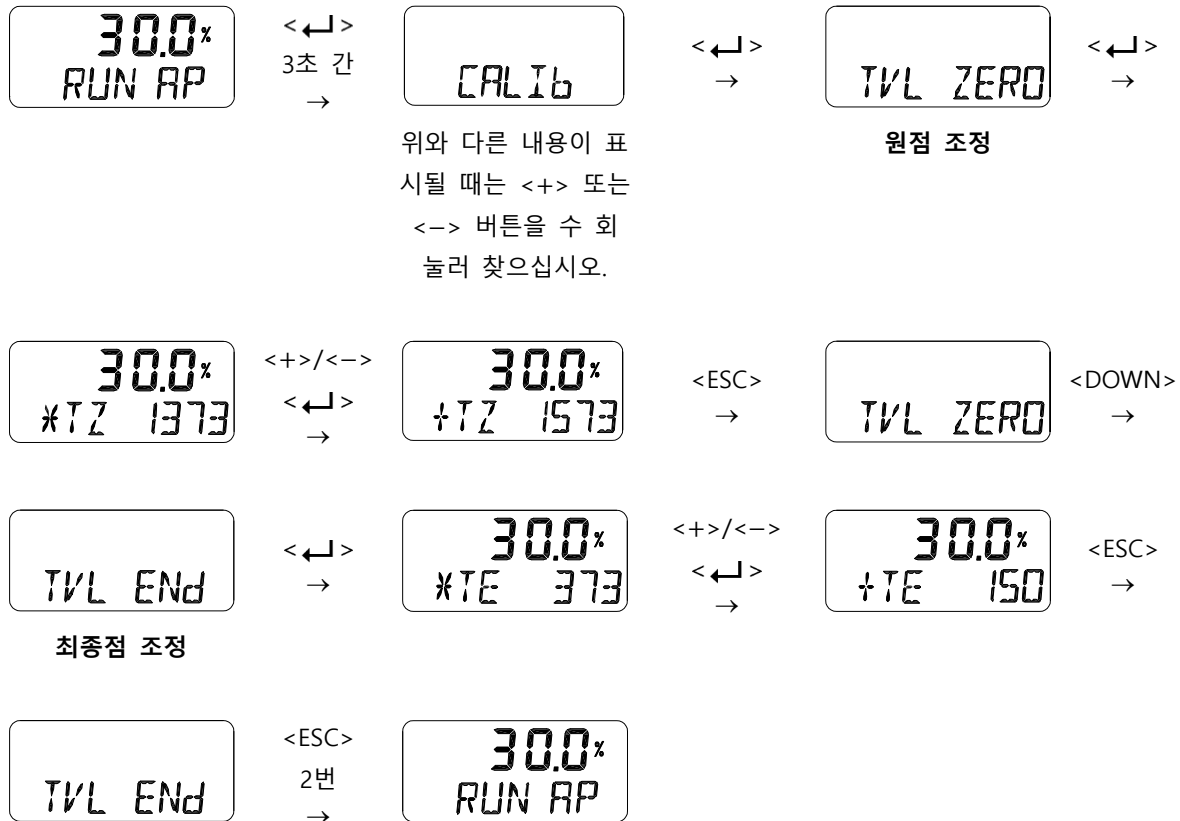 30.0%
RUN AP
<↵>
3초 간
→
CALIb
위와 다른 내용이 표
시될 때는 <+> 또는
<−> 버튼을 수 회
눌러 찾으십시오.
<↵>
→
TVL ZERO
원점 조정
<↵>
→
30.0%
*TZ 1373
<+>/<−>
<↵>
→
30.0%
+TZ 1573
<ESC>
→
TVL ZERO
<DOWN>
→
TVL ENd
최종점 조정
<↵>
→
30.0%
*TE 373
<+>/<−>
<↵>
→
30.0%
+TE 150
<ESC>
→
TVL ENd
<ESC>
2번
→
30.0%
RUN AP